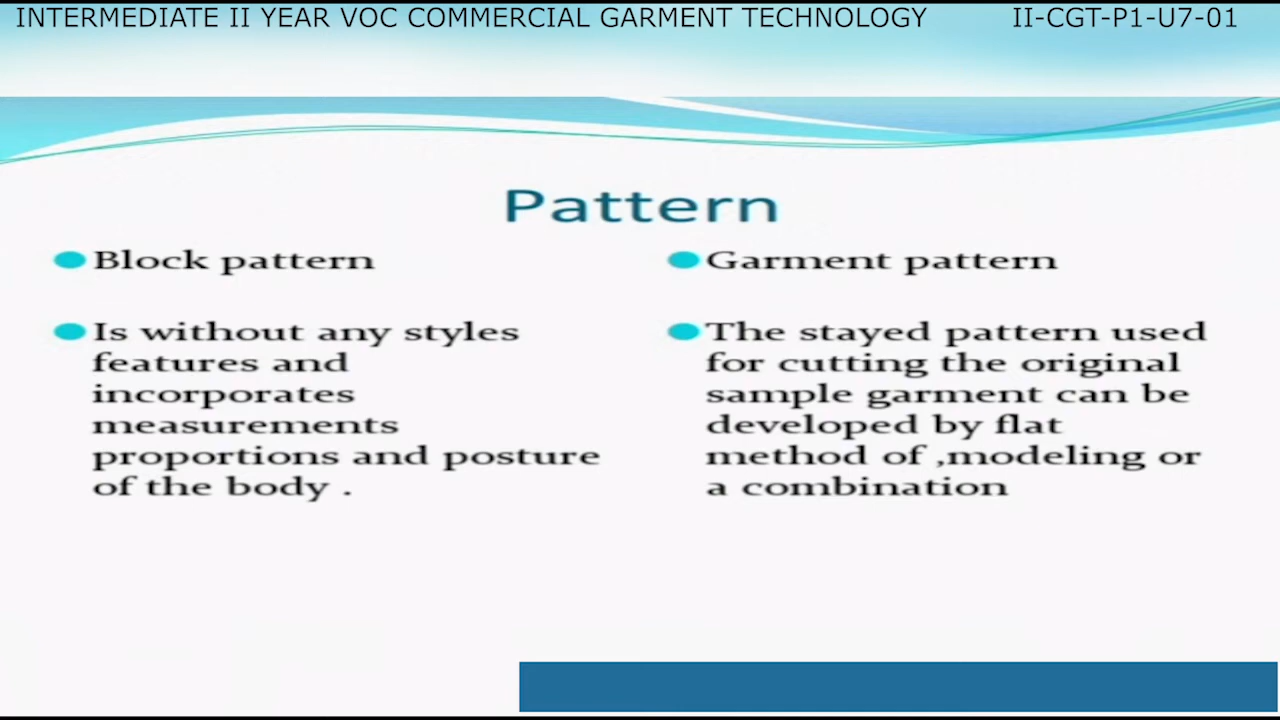 INTERMEDIATE II YEAR VOC COMMERCIAL GARMENT TECHNOLOGY II-CGT-P1-U7-01
Pattern
Block pattern
Is without any styles
features and
incorporates
measurements
proportions and posture
of the body .
Garment pattern
The stayed pattern used
for cutting the original
sample garment can be
developed by flat
method of ,modeling or
a combination